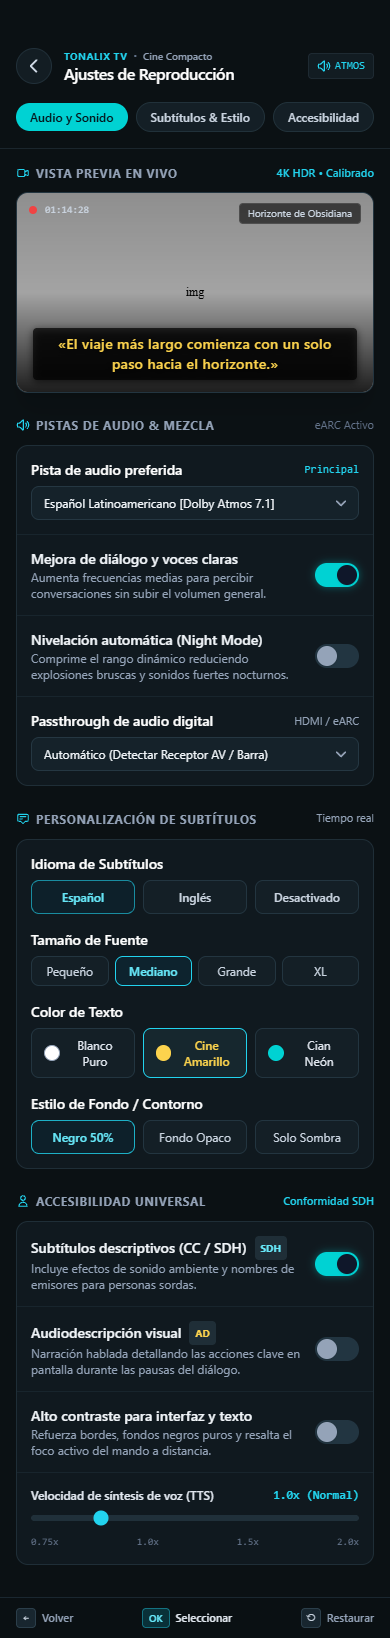 TONALIX TV • Cine Compacto
Ajustes de Reproducción
ATMOS
Audio y Sonido
Subtítulos & Estilo
Accesibilidad
VISTA PREVIA EN VIVO
4K HDR • Calibrado
01:14:28
Horizonte de Obsidiana
img
«El viaje más largo comienza con un solo
paso hacia el horizonte.»
PISTAS DE AUDIO & MEZCLA
eARC Activo
Pista de audio preferida
Principal
Español Latinoamericano [Dolby Atmos 7.1]
Mejora de diálogo y voces claras
Aumenta frecuencias medias para percibir
conversaciones sin subir el volumen general.
Nivelación automática (Night Mode)
Comprime el rango dinámico reduciendo
explosiones bruscas y sonidos fuertes nocturnos.
Passthrough de audio digital
HDMI / eARC
Automático (Detectar Receptor AV / Barra)
PERSONALIZACIÓN DE SUBTÍTULOS
Tiempo real
Idioma de Subtítulos
Español
Inglés
Desactivado
Tamaño de Fuente
Pequeño
Mediano
Grande
XL
Color de Texto
Blanco
Puro
Cine
Amarillo
Cian
Neón
Estilo de Fondo / Contorno
Negro 50%
Fondo Opaco
Solo Sombra
ACCESIBILIDAD UNIVERSAL
Conformidad SDH
Subtítulos descriptivos (CC / SDH) SDH
Incluye efectos de sonido ambiente y nombres de
emisores para personas sordas.
Audiodescripción visual AD
Narración hablada detallando las acciones clave en
pantalla durante las pausas del diálogo.
Alto contraste para interfaz y texto
Refuerza bordes, fondos negros puros y resalta el
foco activo del mando a distancia.
Velocidad de síntesis de voz (TTS)
1.0x (Normal)
0.75x
1.0x
1.5x
2.0x
Volver
OK Seleccionar
Restaurar